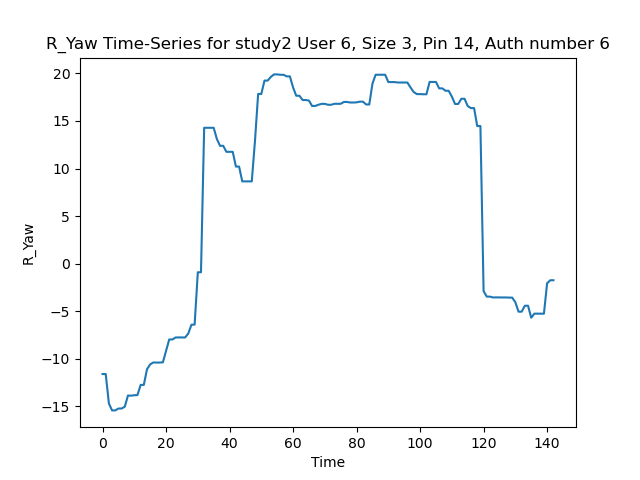 R_Yaw Time-Series for study2 User 6, Size 3, Pin 14, Auth number 6
20
15
10
5
0
−5
−10
−15
R_Yaw
0 20 40 60 80 100 120 140
Time